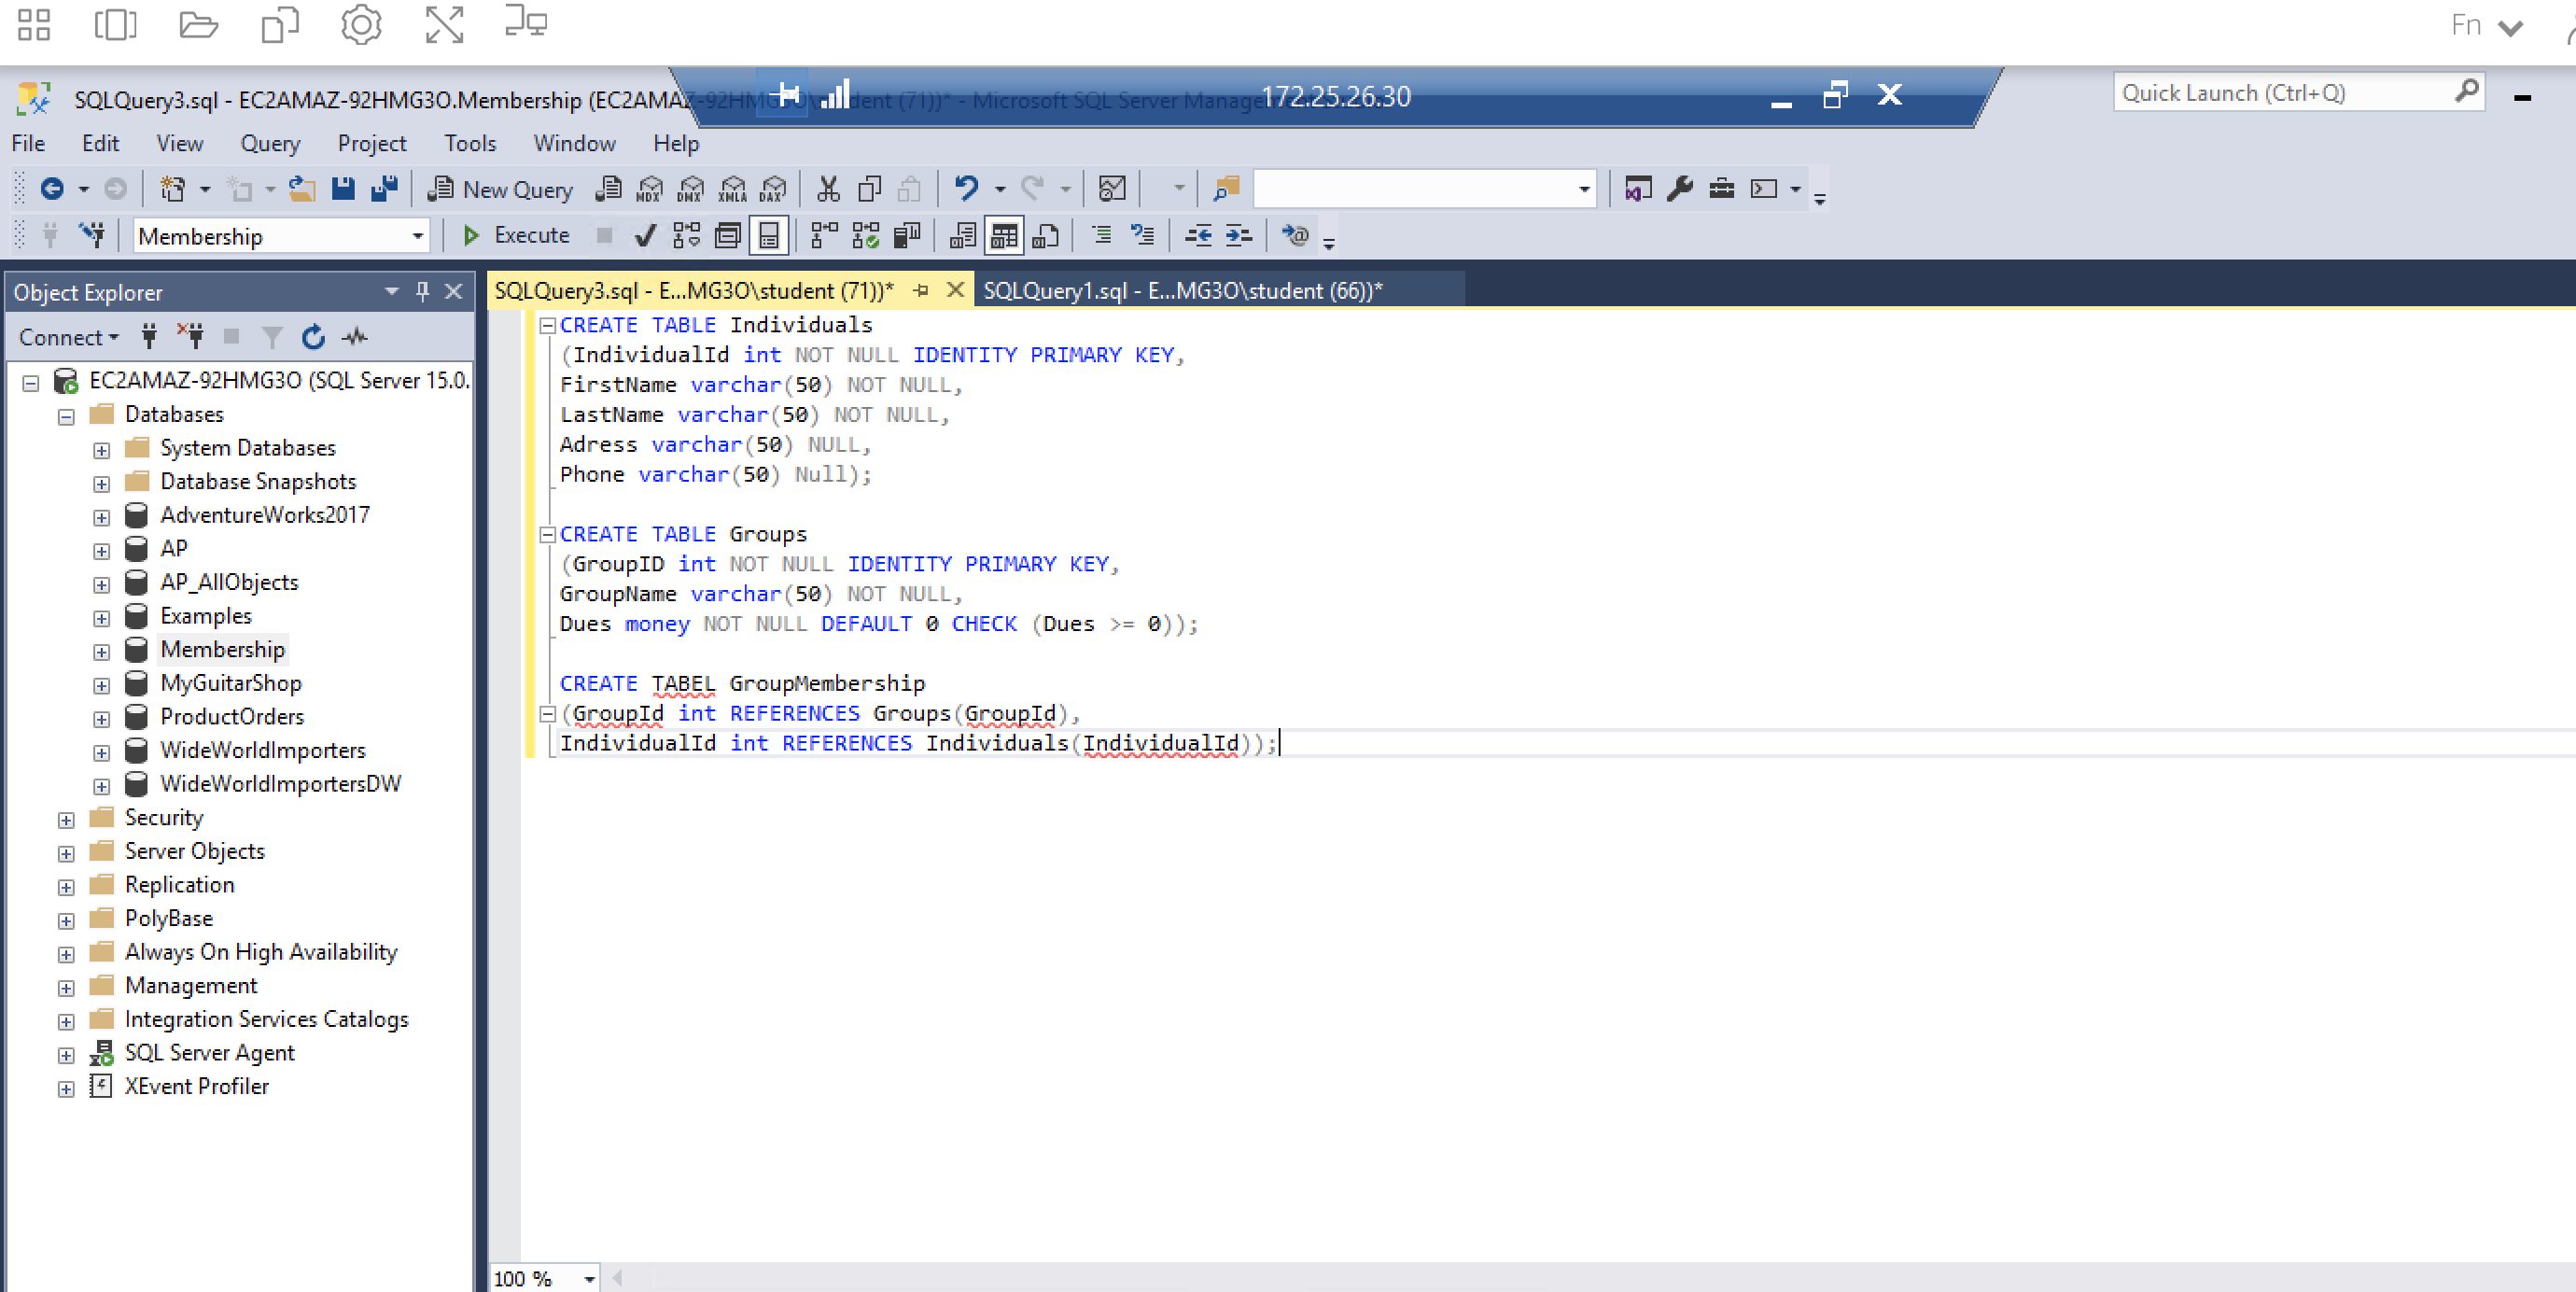 Fn
SQLQuery3.sql - EC2AMAZ-92HMG3O.Membership (EC2AMAZ-92HMG3O\student (71))* - Microsoft SQL Server Management
172.25.26.30
Quick Launch (Ctrl+Q)
File Edit View Query Project Tools Window Help
New Query MDX DMX XMLA DAX
Membership Execute
Object Explorer
SQLQuery3.sql - E...MG3O\student (71))* SQLQuery1.sql - E...MG3O\student (66))*
Connect
EC2AMAZ-92HMG3O (SQL Server 15.0.
Databases
System Databases
Database Snapshots
AdventureWorks2017
AP
AP_AllObjects
Examples
Membership
MyGuitarShop
ProductOrders
WideWorldImporters
WideWorldImportersDW
Security
Server Objects
Replication
PolyBase
Always On High Availability
Management
Integration Services Catalogs
SQL Server Agent
XEvent Profiler
CREATE TABLE Individuals
(IndividualId int NOT NULL IDENTITY PRIMARY KEY,
FirstName varchar(50) NOT NULL,
LastName varchar(50) NOT NULL,
Adress varchar(50) NULL,
Phone varchar(50) Null);
CREATE TABLE Groups
(GroupID int NOT NULL IDENTITY PRIMARY KEY,
GroupName varchar(50) NOT NULL,
Dues money NOT NULL DEFAULT 0 CHECK (Dues >= 0));
CREATE TABEL GroupMembership
(GroupId int REFERENCES Groups(GroupId),
IndividualId int REFERENCES Individuals(IndividualId));
100 %